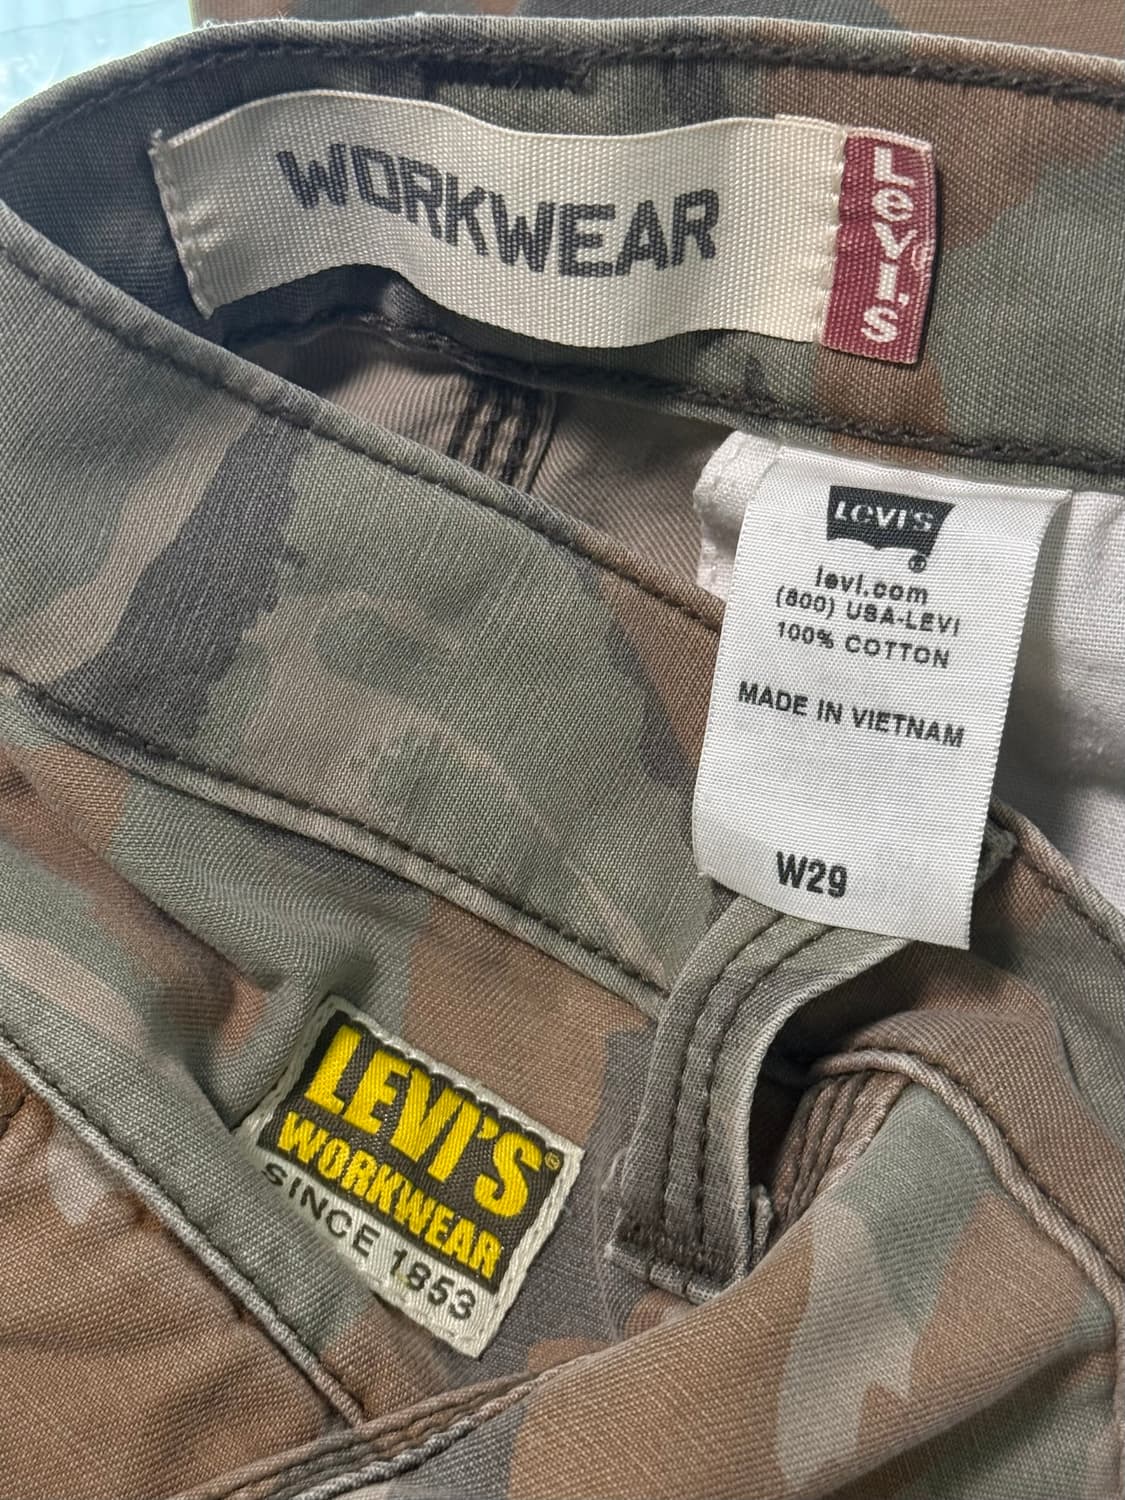 WORKWEAR
Levi's
LEVI'S
®
levi.com
(800) USA-LEVI
100% COTTON
MADE IN VIETNAM
W29
LEVI'S®
WORKWEAR
SINCE 1853